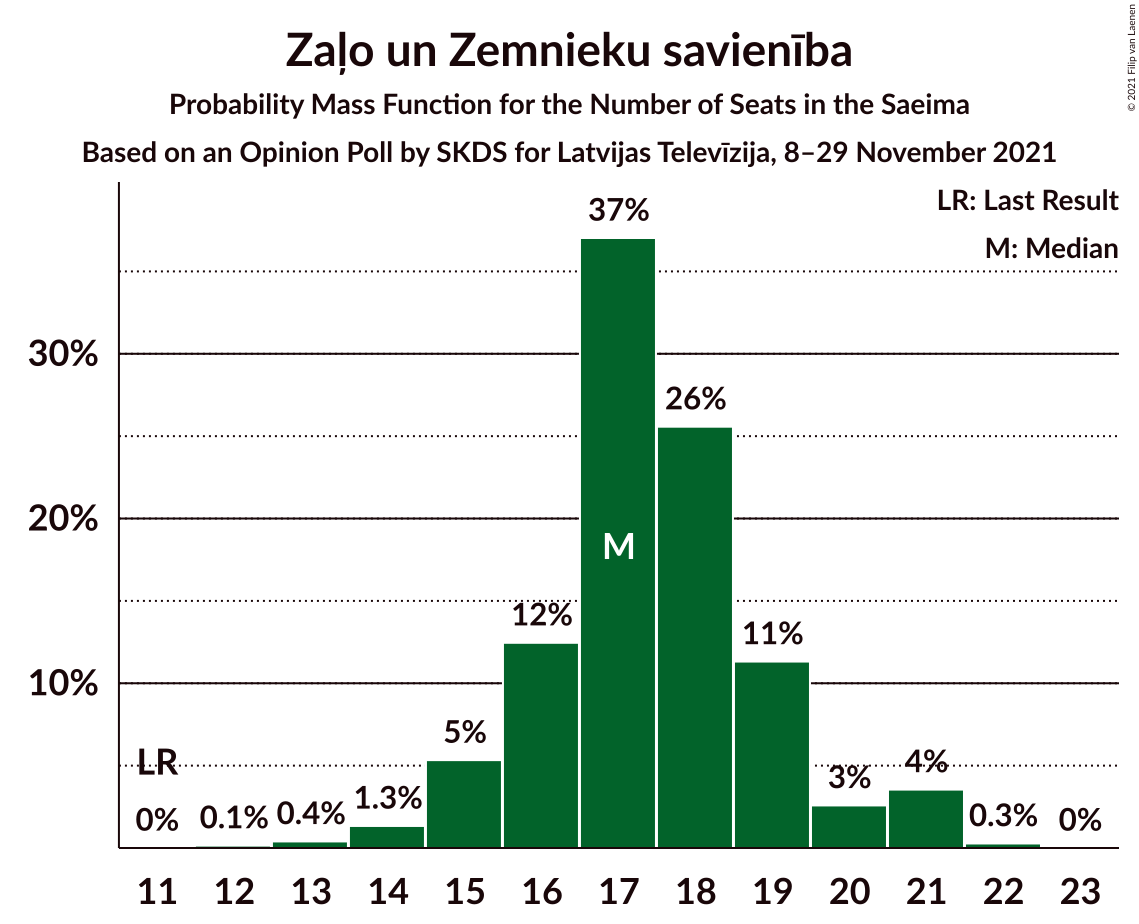 Zaļo un Zemnieku savienība
Probability Mass Function for the Number of Seats in the Saeima
Based on an Opinion Poll by SKDS for Latvijas Televīzija, 8–29 November 2021
© 2021 Filip van Laenen
LR: Last Result
M: Median
37%
30%
26%
20%
M
12%
11%
10%
5%
LR
3%
4%
0%
0.1%
0.4%
1.3%
0.3%
0%
11 12 13 14 15 16 17 18 19 20 21 22 23